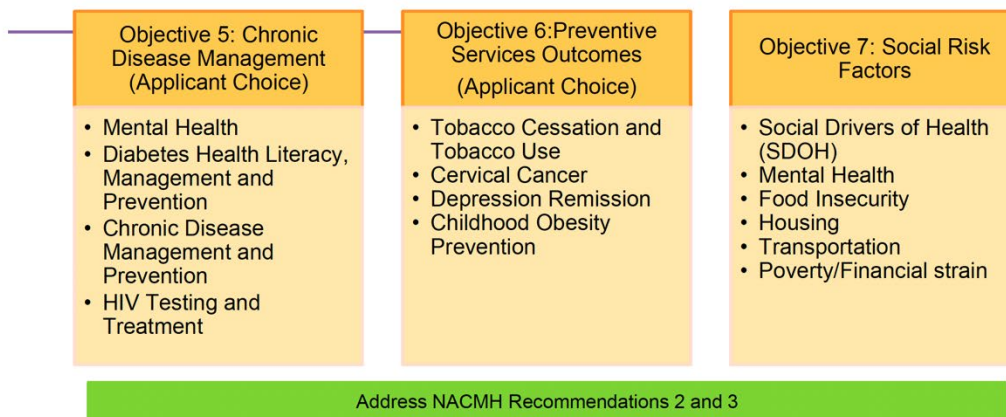 Objective 5: Chronic
Disease Management
(Applicant Choice)
• Mental Health
• Diabetes Health Literacy,
Management and
Prevention
• Chronic Disease
Management and
Prevention
• HIV Testing and
Treatment
Objective 6:Preventive
Services Outcomes
(Applicant Choice)
• Tobacco Cessation and
Tobacco Use
• Cervical Cancer
• Depression Remission
• Childhood Obesity
Prevention
Objective 7: Social Risk
Factors
• Social Drivers of Health
(SDOH)
• Mental Health
• Food Insecurity
• Housing
• Transportation
• Poverty/Financial strain
Address NACMH Recommendations 2 and 3